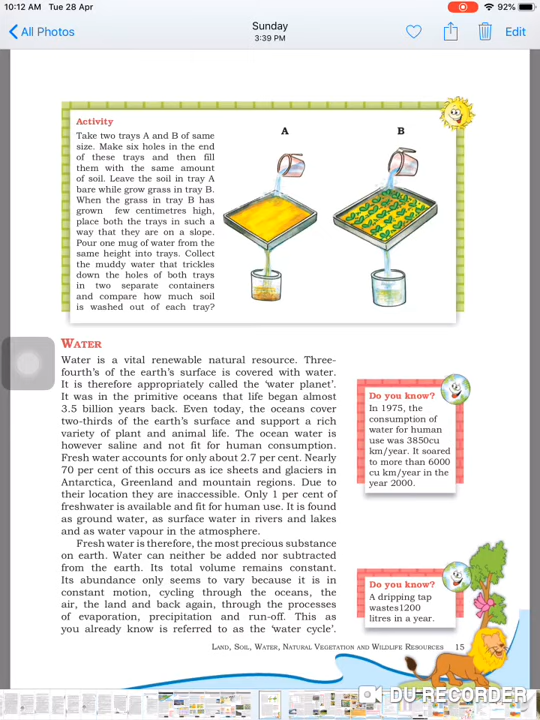 10:12 AM Tue 28 Apr
92%
All Photos
Sunday
3:39 PM
Edit
Activity
Take two trays A and B of same
size. Make six holes in the end
of these trays and then fill
them with the same amount
of soil. Leave the soil in tray A
bare while grow grass in tray B.
When the grass in tray B has
grown few centimetres high,
place both the trays in such a
way that they are on a slope.
Pour one mug of water from the
same height into trays. Collect
the muddy water that trickles
down the holes of both trays
in two separate containers
and compare how much soil
is washed out of each tray?
A
B
WATER
Water is a vital renewable natural resource. Three-
fourth's of the earth's surface is covered with water.
It is therefore appropriately called the 'water planet'.
It was in the primitive oceans that life began almost
3.5 billion years back. Even today, the oceans cover
two-thirds of the earth's surface and support a rich
variety of plant and animal life. The ocean water is
however saline and not fit for human consumption.
Fresh water accounts for only about 2.7 per cent. Nearly
70 per cent of this occurs as ice sheets and glaciers in
Antarctica, Greenland and mountain regions. Due to
their location they are inaccessible. Only 1 per cent of
freshwater is available and fit for human use. It is found
as ground water, as surface water in rivers and lakes
and as water vapour in the atmosphere.
Fresh water is therefore, the most precious substance
on earth. Water can neither be added nor subtracted
from the earth. Its total volume remains constant.
Its abundance only seems to vary because it is in
constant motion, cycling through the oceans, the
air, the land and back again, through the processes
of evaporation, precipitation and run-off. This as
you already know is referred to as the 'water cycle'.
Do you know?
In 1975, the
consumption of
water for human
use was 3850cu
km/year. It soared
to more than 6000
cu km/year in the
year 2000.
Do you know?
A dripping tap
wastes1200
litres in a year.
LAND, SOIL, WATER, NATURAL VEGETATION AND WILDLIFE RESOURCES 15
DU RECORDER